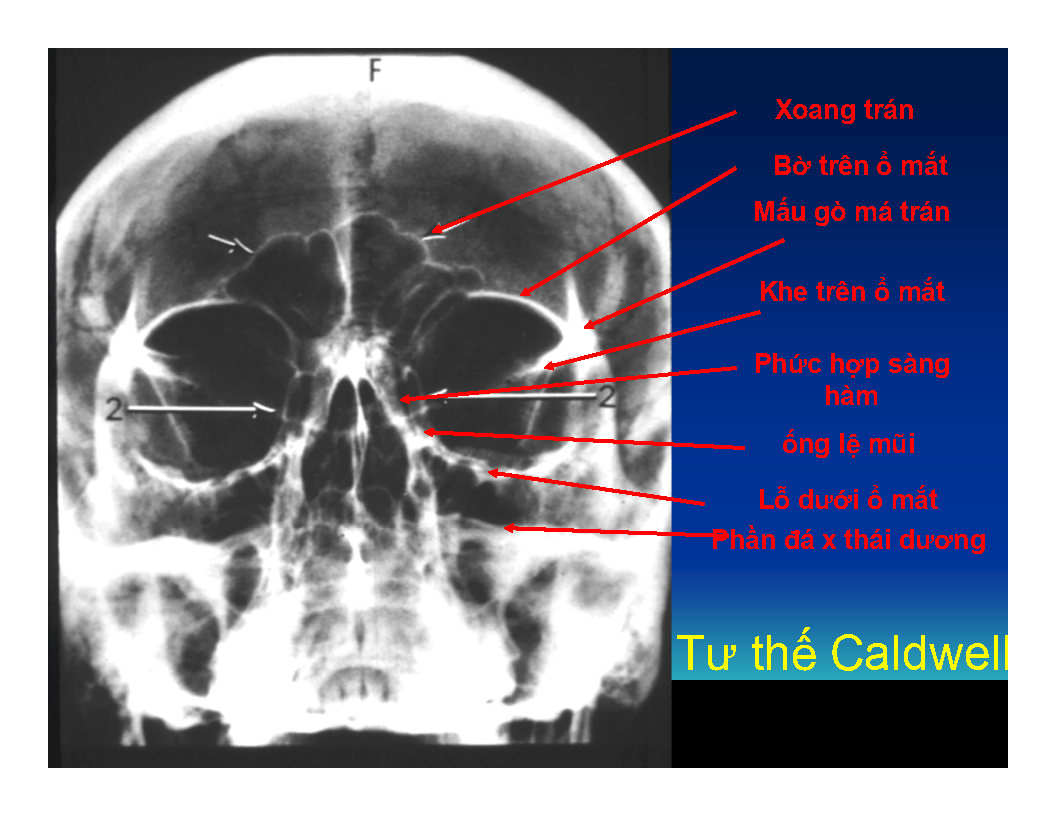 F
Xoang trán
Bờ trên ổ mắt
Mấu gò má trán
Khe trên ổ mắt
Phức hợp sàng
hàm
2
2
ống lệ mũi
Lỗ dưới ổ mắt
Phần đá x thái dương
Tư thế Caldwell